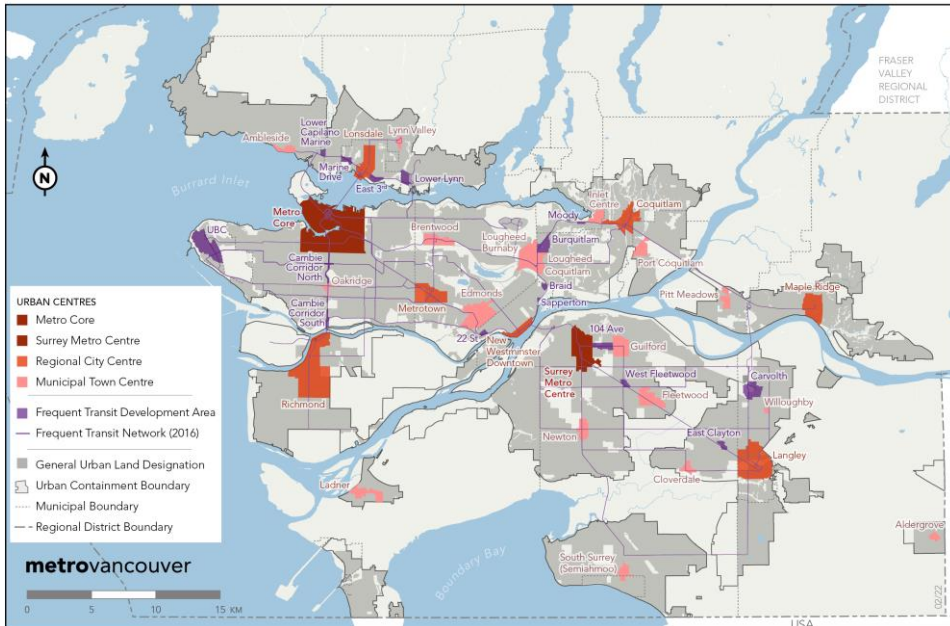 FRASER
VALLEY
REGIONAL
DISTRICT
Lower
Capilano
Marine
Lonsdale
Lynn Valley
Ambleside
Marine
Drive
East 3rd
Lower Lynn
N
Burrard Inlet
Metro
Core
UBC
Cambie
Corridor
North
Oakridge
Cambie
Corridor
South
Brentwood
Lougheed
Burnaby
Moody
Inlet
Centre
Coquitlam
Burquitlam
Lougheed
Coquitlam
Port Coquitlam
Braid
Sapperton
Pitt Meadows
Maple Ridge
Metrotown
Edmonds
22 St
New
Westminster
Downtown
104 Ave
Guilford
Surrey
Metro
Centre
West Fleetwood
Fleetwood
Carvolth
Willoughby
Richmond
Newton
East Clayton
Langley
Cloverdale
Ladner
Aldergrove
South Surrey
(Semiahmoo)
Boundary Bay
USA
02/22
URBAN CENTRES
Metro Core
Surrey Metro Centre
Regional City Centre
Municipal Town Centre
Frequent Transit Development Area
Frequent Transit Network (2016)
General Urban Land Designation
Urban Containment Boundary
Municipal Boundary
Regional District Boundary
metrovancouver
0 5 10 15 KM